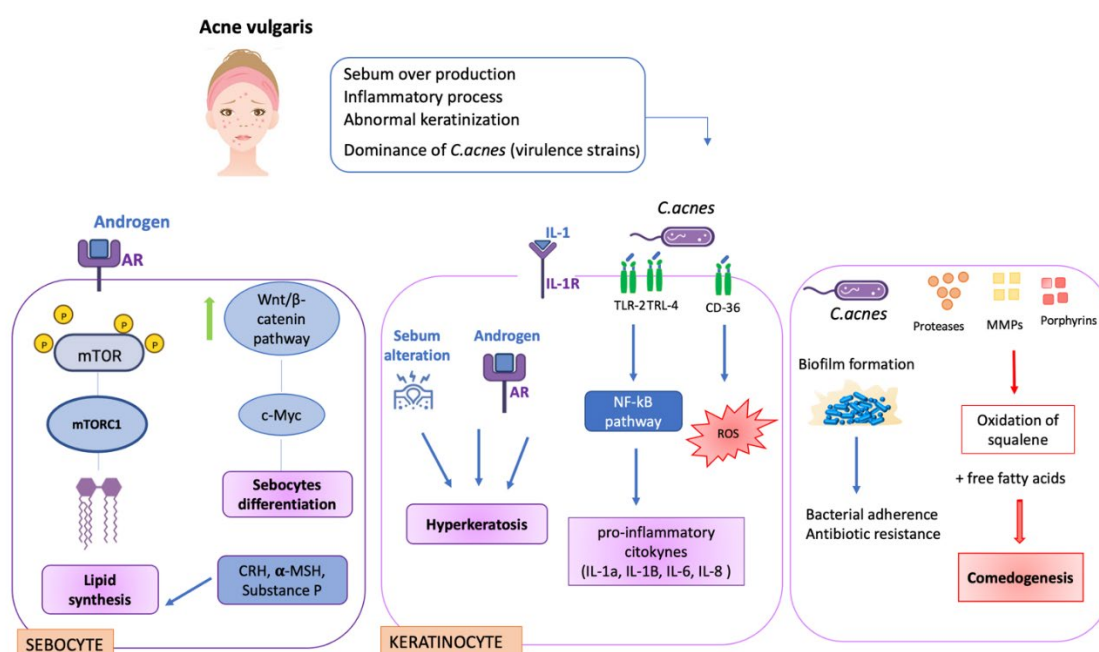 Acne vulgaris
Sebum over production
Inflammatory process
Abnormal keratinization
Dominance of C.acnes (virulence strains)
Androgen
AR
P
P
P
P
mTOR
mTORC1
Lipid
synthesis
Wnt/β-
catenin
pathway
c-Myc
Sebocytes
differentiation
CRH, α-MSH,
Substance P
SEBOCYTE
IL-1
IL-1R
C.acnes
TLR-2 TRL-4
CD-36
Sebum
alteration
Androgen
AR
Hyperkeratosis
NF-kB
pathway
ROS
pro-inflammatory
citokynes
(IL-1a, IL-1B, IL-6, IL-8 )
KERATINOCYTE
C.acnes
Proteases
MMPs
Porphyrins
Biofilm formation
Bacterial adherence
Antibiotic resistance
Oxidation of
squalene
+ free fatty acids
Comedogenesis